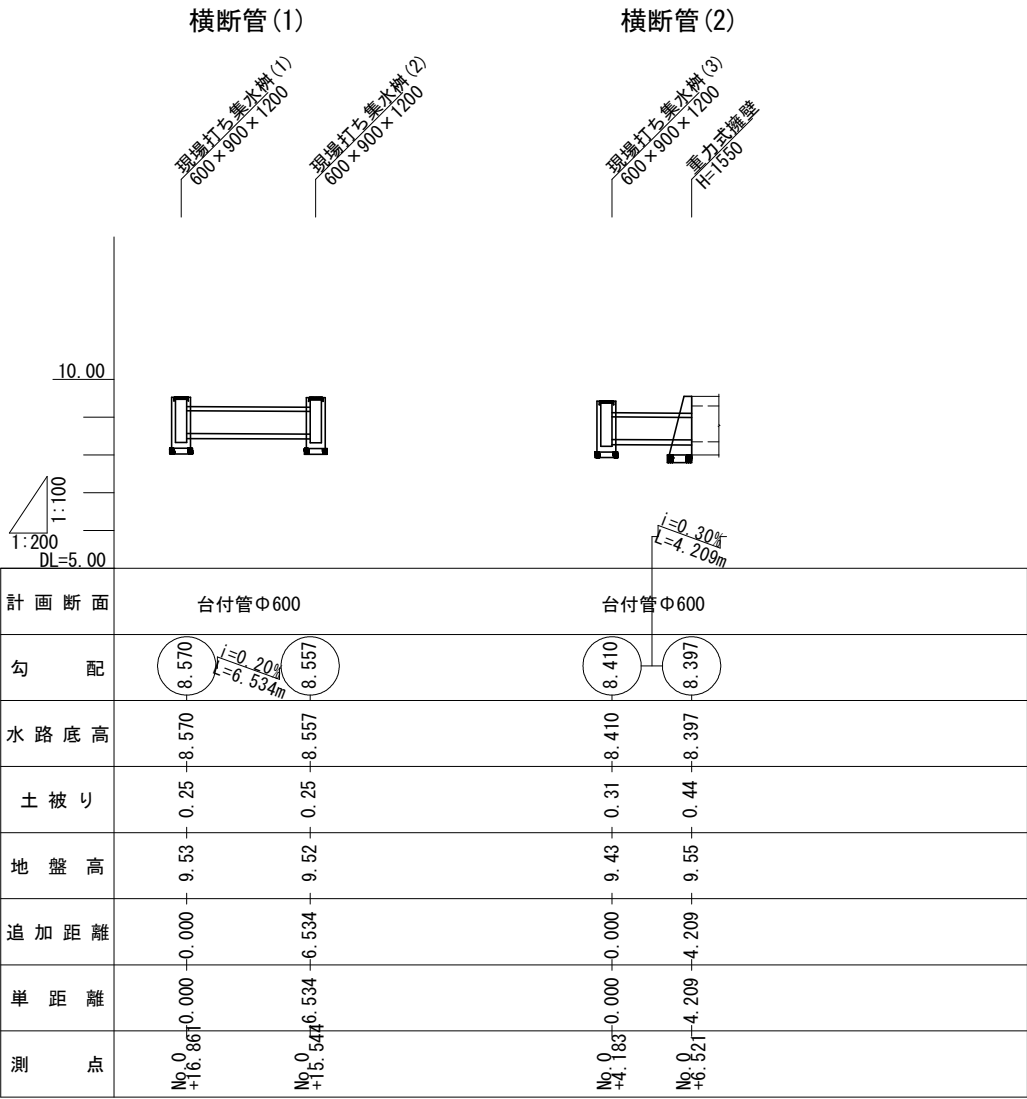 横断管(1)
横断管(2)
現場打ち集水桝(1)
600×900×1200
現場打ち集水桝(2)
600×900×1200
現場打ち集水桝(3)
600×900×1200
重力式擁壁
H=1550
10.00
1:100
1:200
DL=5.00
i=0.30%
L=4.209m
計画断面
台付管Φ600
台付管Φ600
勾配
8.570
i=0.20%
L=6.534m
8.557
8.410
8.397
水路底高
8.570
8.557
8.410
8.397
土被り
0.25
0.25
0.31
0.44
地盤高
9.53
9.52
9.43
9.55
追加距離
0.000
6.534
0.000
4.209
単距離
0.000
6.534
0.000
4.209
測点
No.0
+16.861
No.0
+15.544
No.0
+4.183
No.0
+6.521